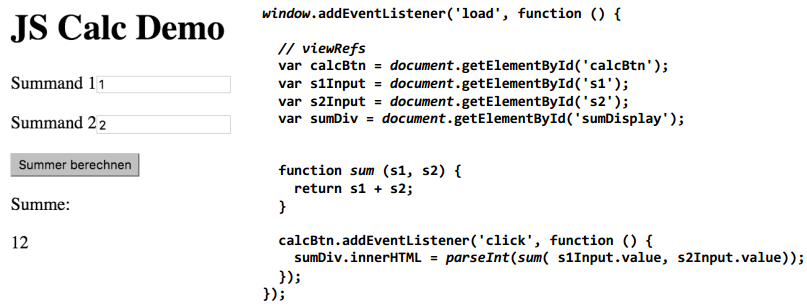 JS Calc Demo
Summand 1 1
Summand 2 2
Summer berechnen
Summe:
12
window.addEventListener('load', function () {
// viewRefs
var calcBtn = document.getElementById('calcBtn');
var s1Input = document.getElementById('s1');
var s2Input = document.getElementById('s2');
var sumDiv = document.getElementById('sumDisplay');
function sum (s1, s2) {
return s1 + s2;
}
calcBtn.addEventListener('click', function () {
sumDiv.innerHTML = parseInt(sum( s1Input.value, s2Input.value));
});
});